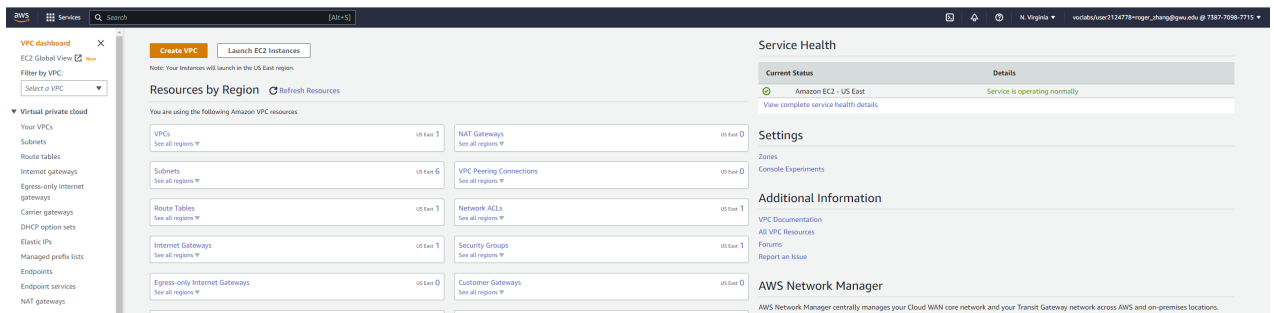 aws Services Search [Alt+S] N. Virginia voclabs/user2124778=roger_zhang@gwu.edu @ 7387-7098-7715
VPC dashboard
EC2 Global View New
Filter by VPC:
Select a VPC
Virtual private cloud
Your VPCs
Subnets
Route tables
Internet gateways
Egress-only internet
gateways
Carrier gateways
DHCP option sets
Elastic IPs
Managed prefix lists
Endpoints
Endpoint services
NAT gateways
Create VPC Launch EC2 Instances
Note: Your Instances will launch in the US East region.
Resources by Region Refresh Resources
You are using the following Amazon VPC resources
VPCs US East 1
See all regions
NAT Gateways US East 0
See all regions
Subnets US East 6
See all regions
VPC Peering Connections US East 0
See all regions
Route Tables US East 1
See all regions
Network ACLs US East 1
See all regions
Internet Gateways US East 1
See all regions
Security Groups US East 1
See all regions
Egress-only Internet Gateways US East 0
See all regions
Customer Gateways US East 0
See all regions
Service Health
Current Status Details
Amazon EC2 - US East Service is operating normally
View complete service health details
Settings
Zones
Console Experiments
Additional Information
VPC Documentation
All VPC Resources
Forums
Report an Issue
AWS Network Manager
AWS Network Manager centrally manages your Cloud WAN core network and your Transit Gateway network across AWS and on-premises locations.